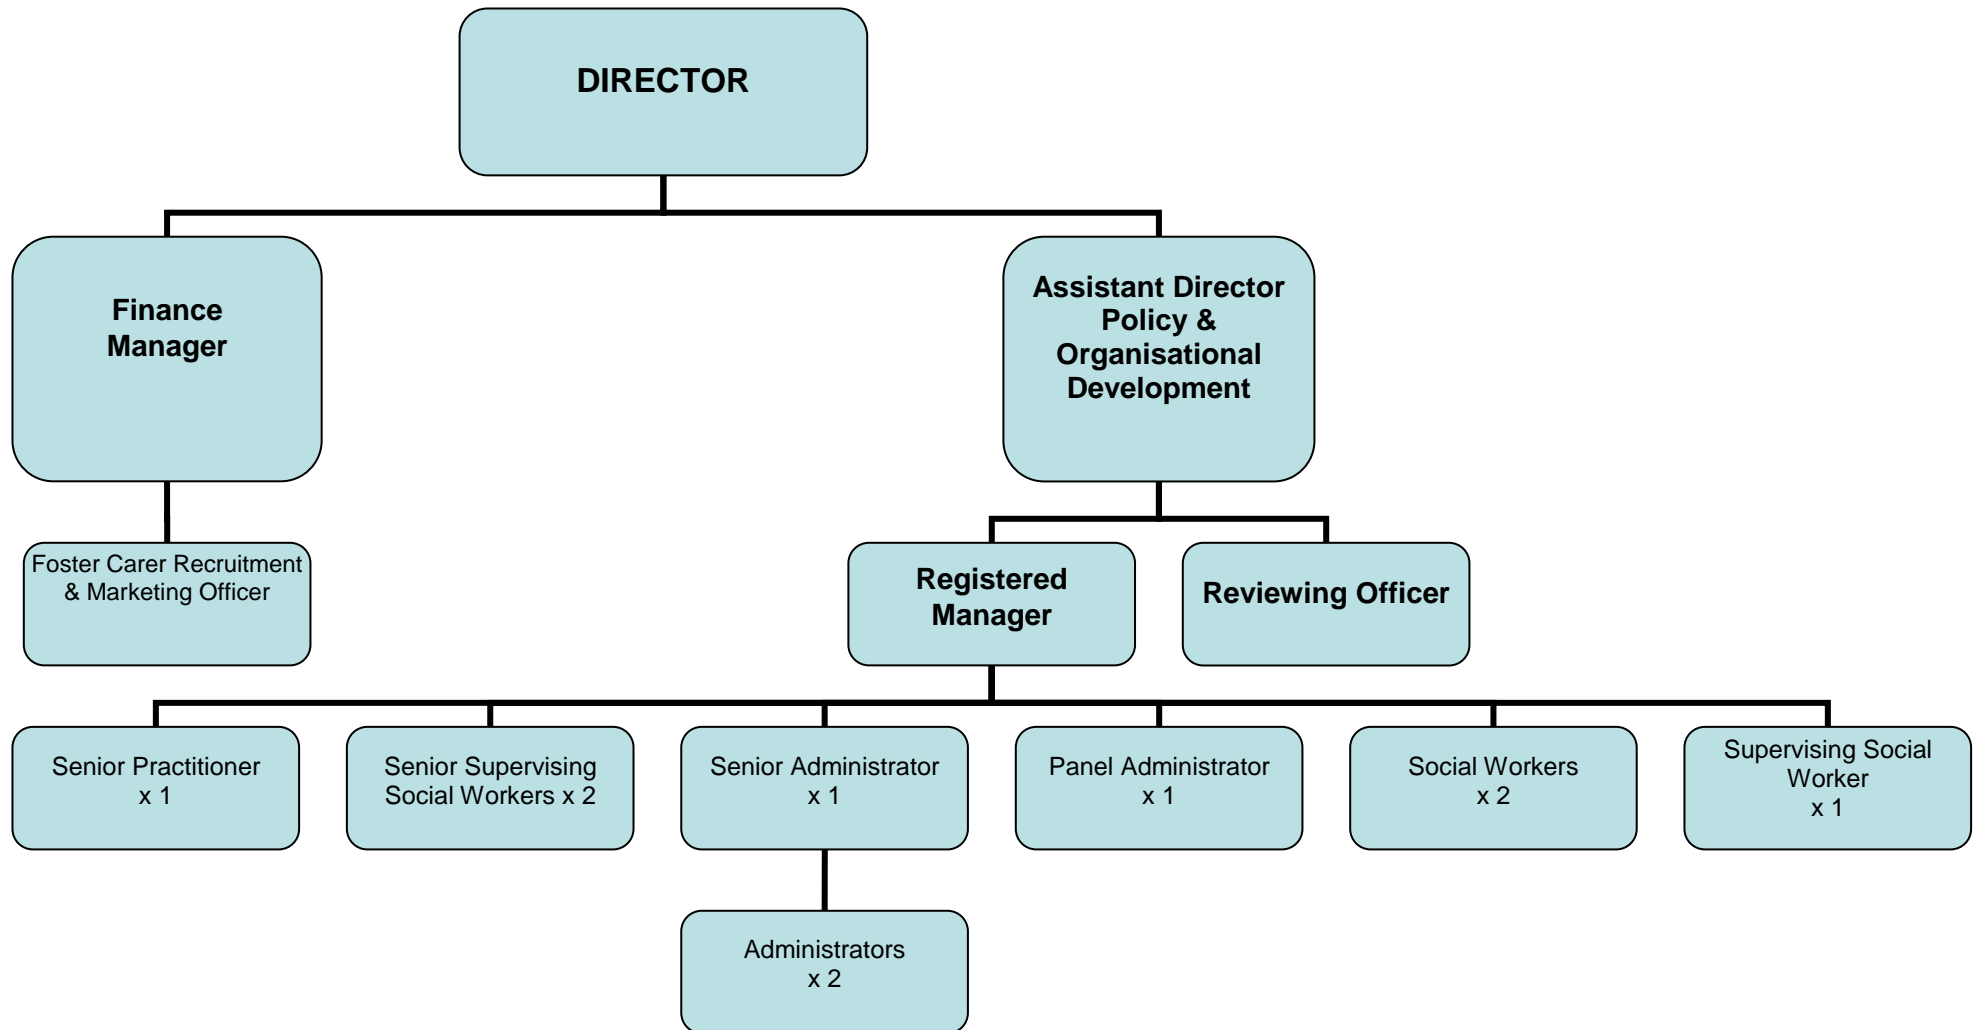 DIRECTOR
Finance
Manager
Assistant Director
Policy &
Organisational
Development
Foster Carer Recruitment
& Marketing Officer
Registered
Manager
Reviewing Officer
Senior Practitioner
x 1
Senior Supervising
Social Workers x 2
Senior Administrator
x 1
Panel Administrator
x 1
Social Workers
x 2
Supervising Social
Worker
x 1
Administrators
x 2